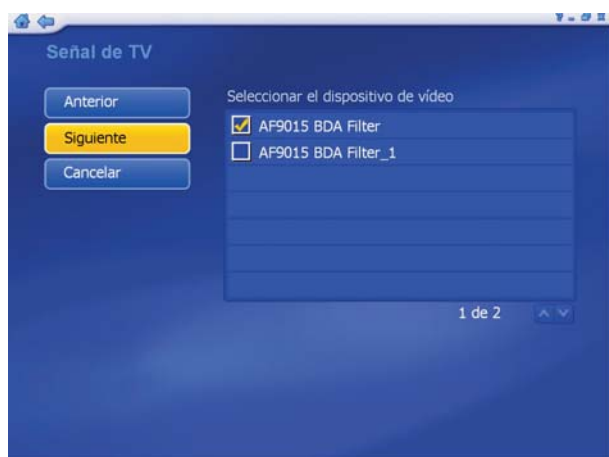 Señal de TV
Anterior
Siguiente
Cancelar
Seleccionar el dispositivo de vídeo
AF9015 BDA Filter
AF9015 BDA Filter_1
1 de 2